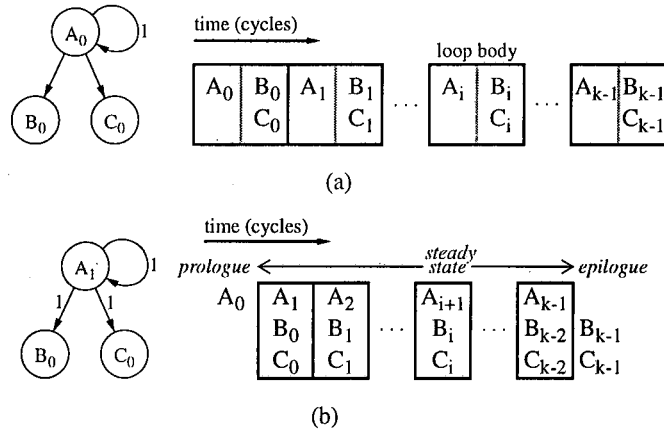 A0 1
time (cycles)
loop body
B0 C0
A0 B0 A1 B1 ... Ai Bi ... Ak-1 Bk-1
C0 C1 Ci Ck-1
(a)
time (cycles)
A1 1
prologue steady state epilogue
1 1
A0 A1 A2 Ai+1 Ak-1
B0 C0
B0 B1 ... Bi ... Bk-2 Bk-1
C0 C1 Ci Ck-2 Ck-1
(b)